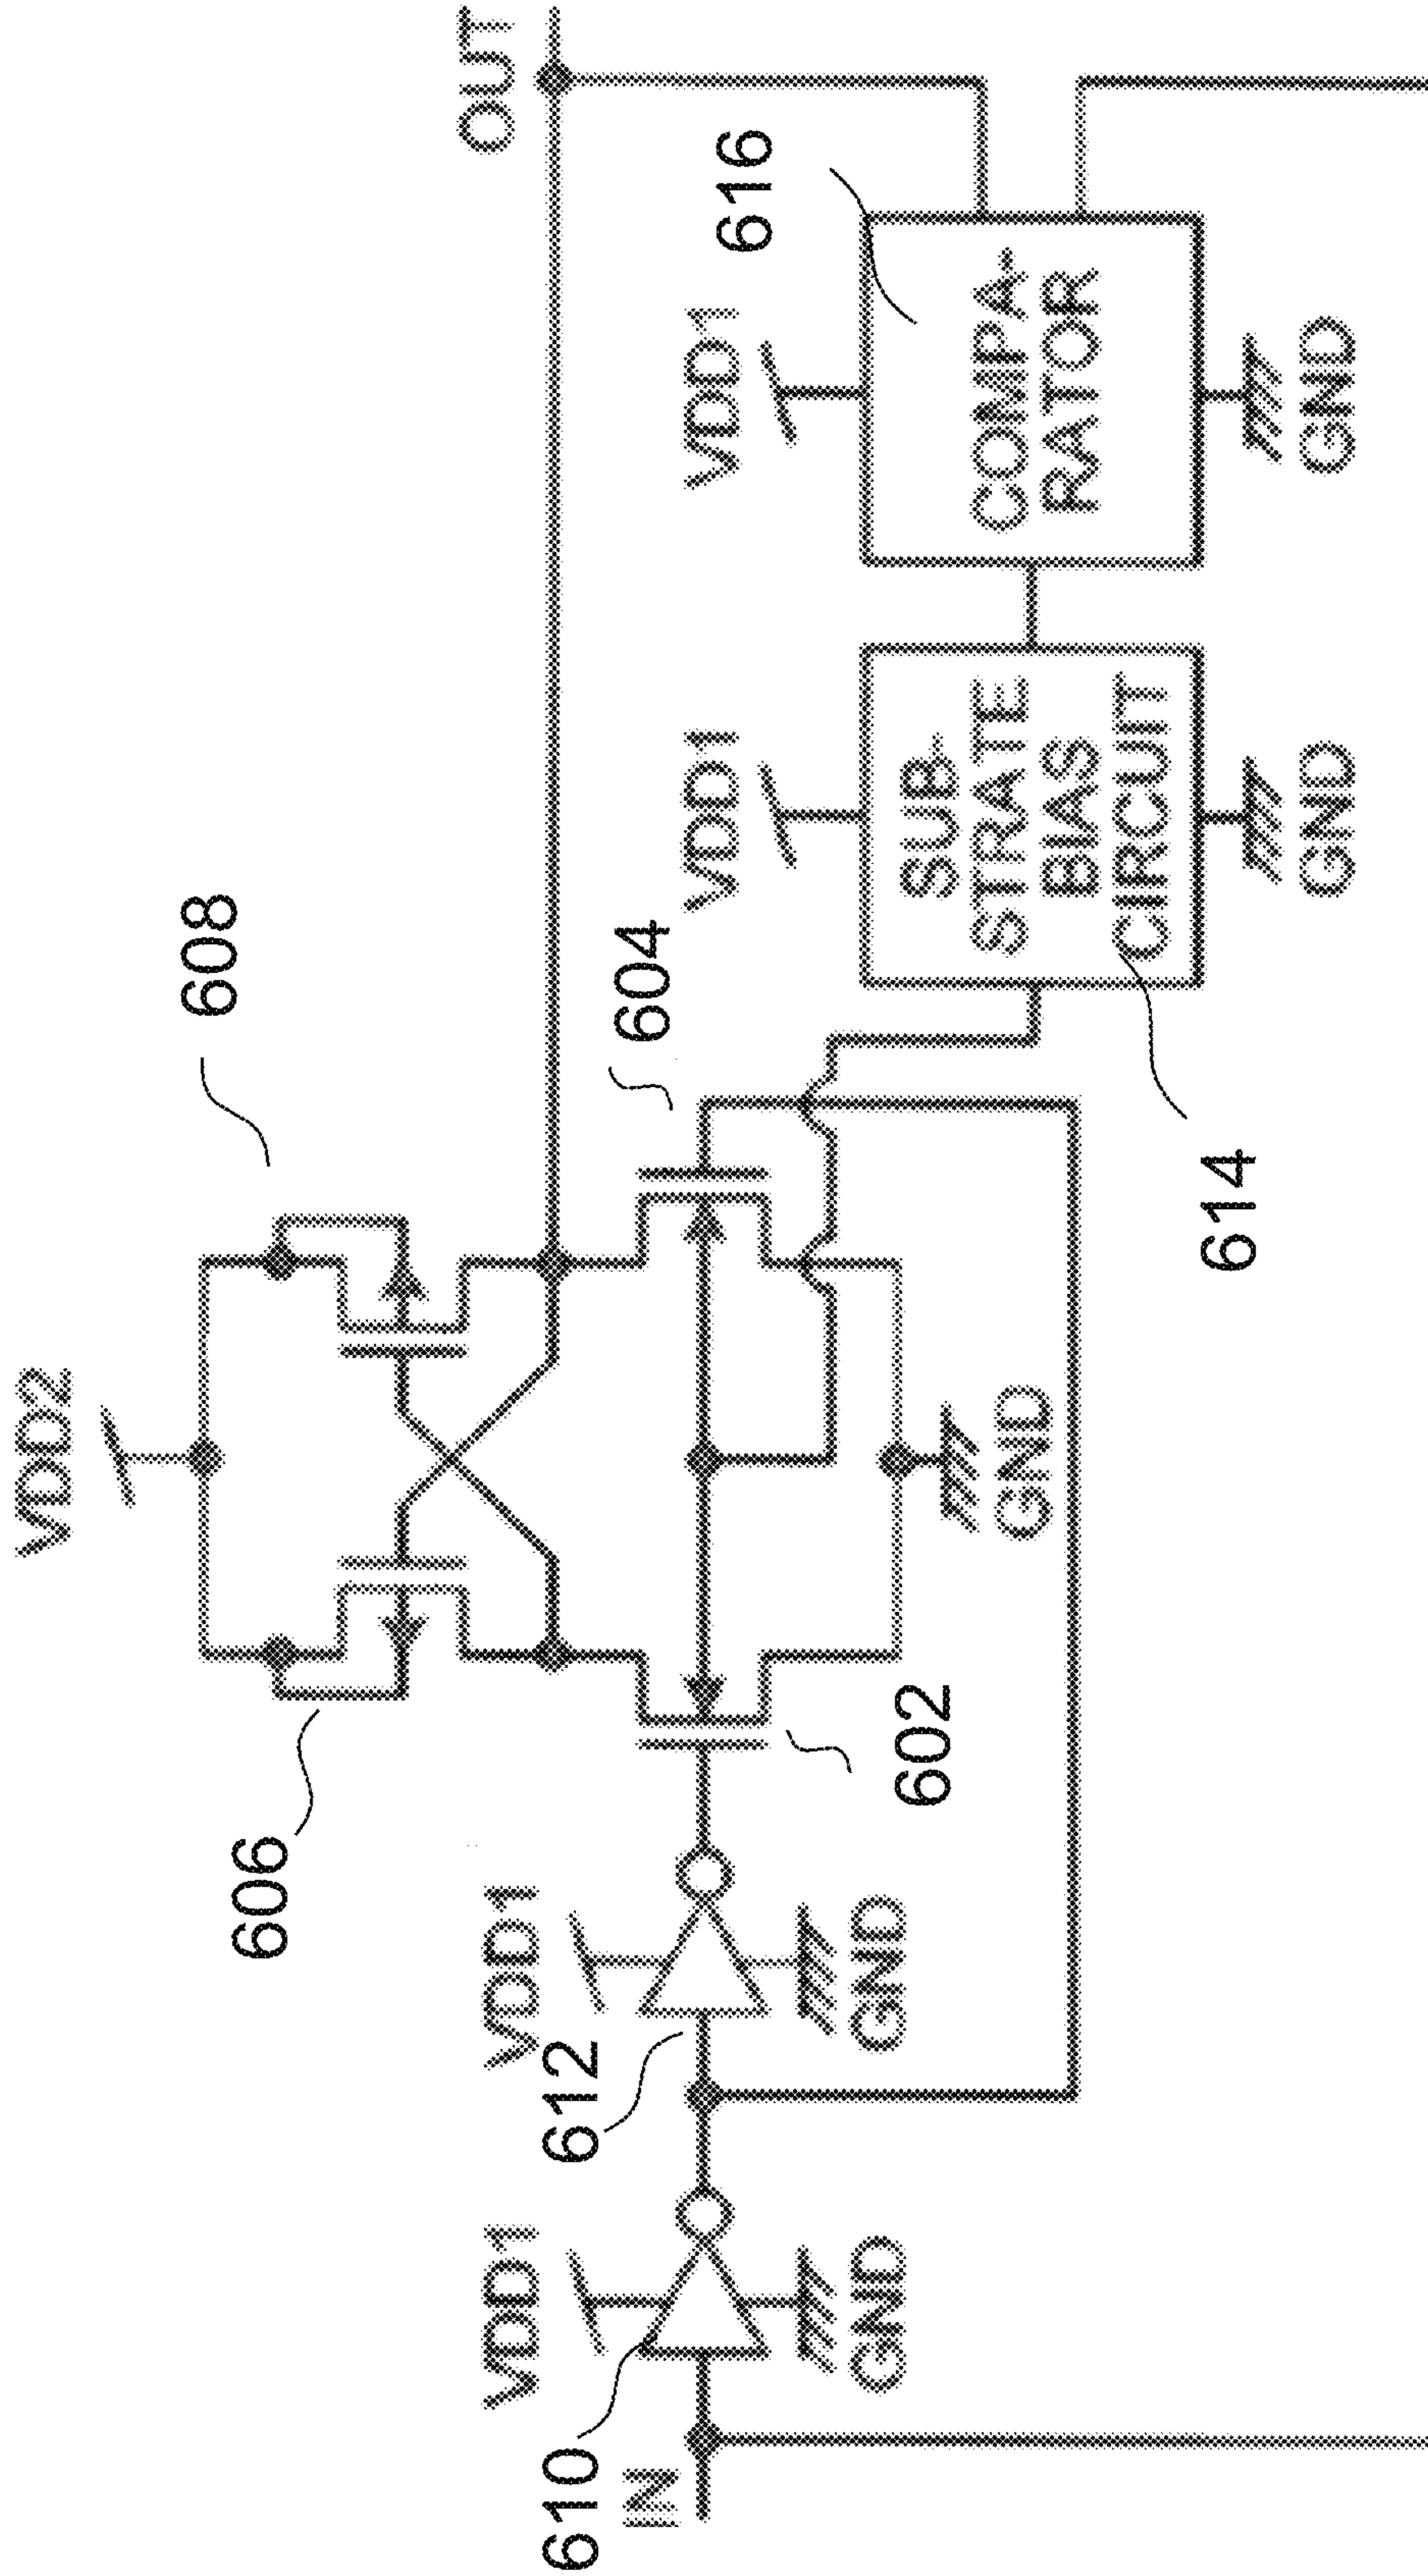 VDD2
608
606
OUT
604
VDD1
VDD1
616
VDD1
VDD1
610
612
IN
602
SUB-
STRATE
BIAS
CIRCUIT
COMPA-
RATOR
GND
GND
GND
614
GND
GND